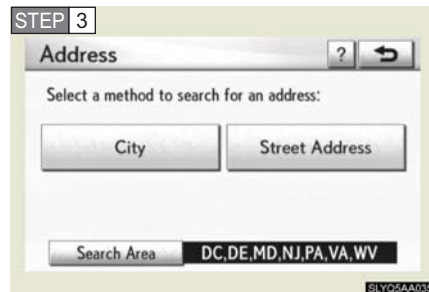 STEP 3
Address ?
Select a method to search for an address:
City Street Address
Search Area DC,DE,MD,NJ,PA,VA,WV
SLYO5AA039